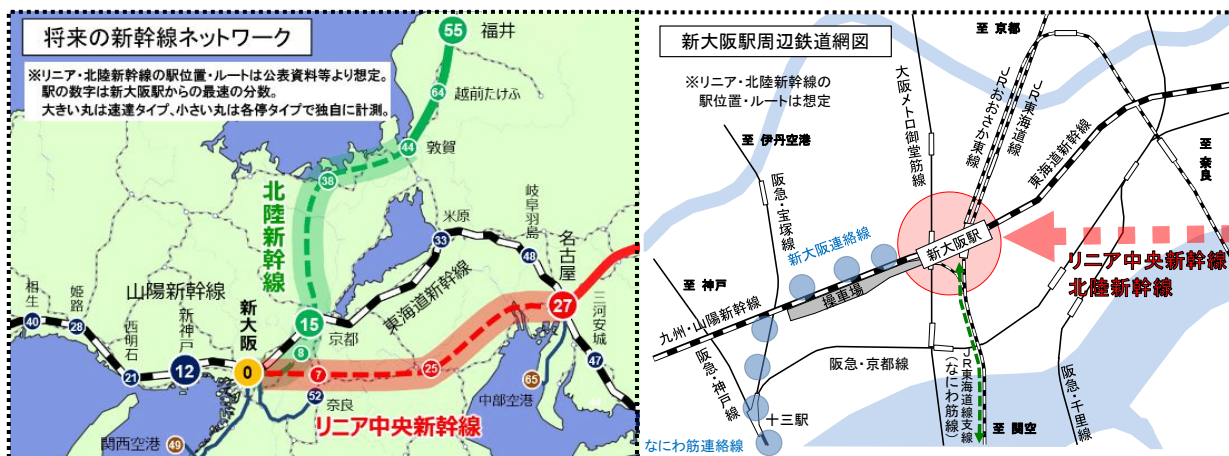 将来の新幹線ネットワーク
※リニア・北陸新幹線の駅位置・ルートは公表資料等より想定。
駅の数字は新大阪駅からの最速の分数。
大きい丸は速達タイプ、小さい丸は各停タイプで独自に計測。
55
福井
64
越前たけふ
44
敦賀
38
北陸新幹線
米原
33
岐阜羽島
48
名古屋
27
三河安城
47
東海道新幹線
15
京都
8
山陽新幹線
相生
40
姫路
28
西明石
21
新神戸
12
新大阪
0
7
25
52
奈良
リニア中央新幹線
65
中部空港
関西空港
49
新大阪駅周辺鉄道網図
※リニア・北陸新幹線の
駅位置・ルートは想定
至 京都
大阪メトロ御堂筋線
JRおおさか東線
JR東海道線
東海道新幹線
至 奈良
至 伊丹空港
阪急・宝塚線
新大阪連絡線
新大阪駅
リニア中央新幹線
北陸新幹線
至 神戸
操車場
九州・山陽新幹線
阪急・神戸線
阪急・京都線
十三駅
なにわ筋連絡線
JR東海道線支線
(なにわ筋線)
至 関空
阪急・千里線